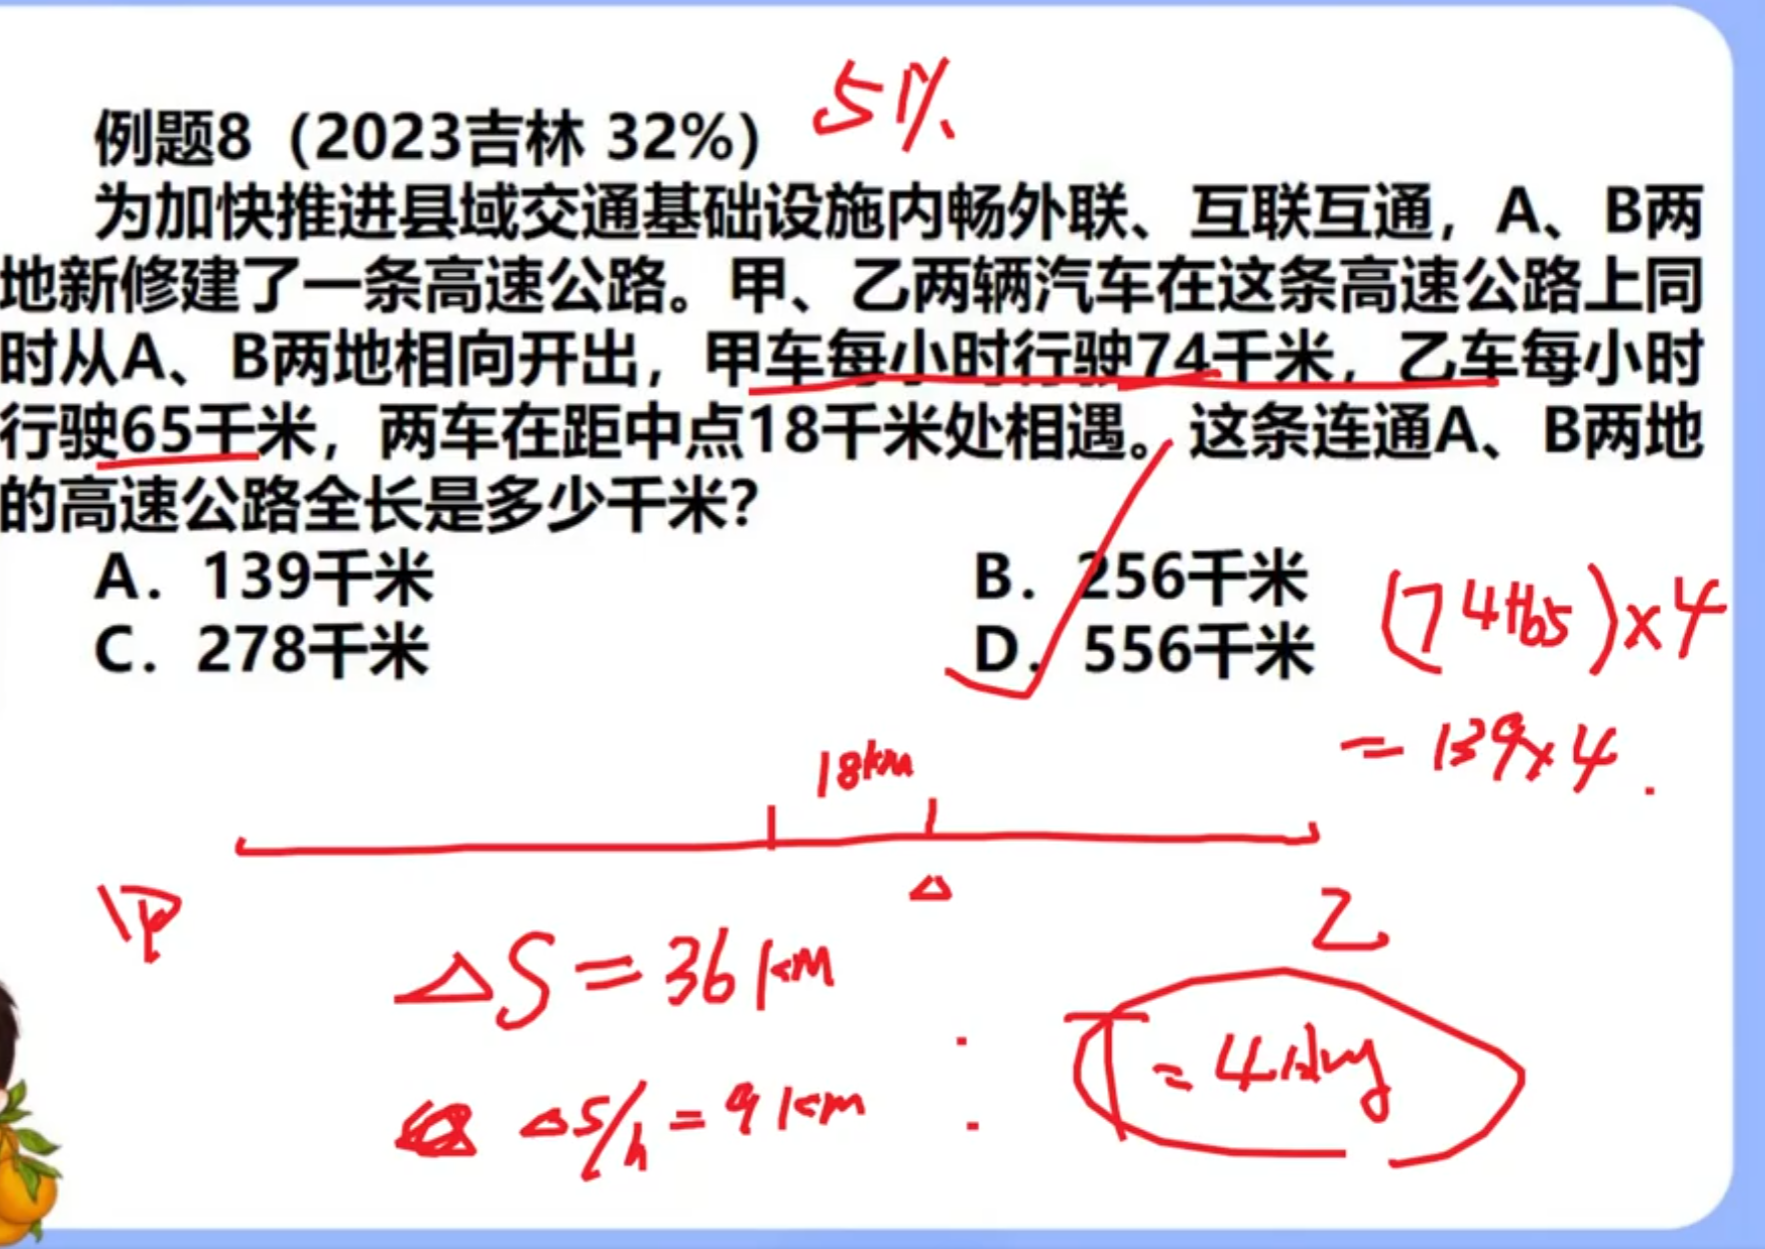 例题8（2023吉林 32%） 51%
为加快推进县域交通基础设施内畅外联、互联互通，A、B两
地新修建了一条高速公路。甲、乙两辆汽车在这条高速公路上同
时从A、B两地相向开出，甲车每小时行驶74千米，乙车每小时
行驶65千米，两车在距中点18千米处相遇。这条连通A、B两地
的高速公路全长是多少千米？
A．139千米 B．256千米
C．278千米 D．556千米
(74+65)×4
=139×4
18km
甲 乙
△S=36km
△S/h=9km
T=4小时